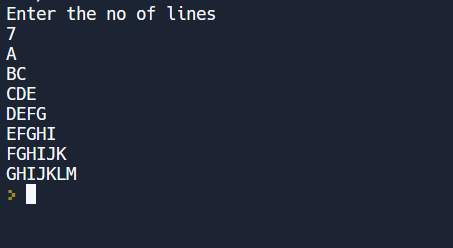 Enter the no of lines
7
A
BC
CDE
DEFG
EFGHI
FGHIJK
GHIJKLM
>